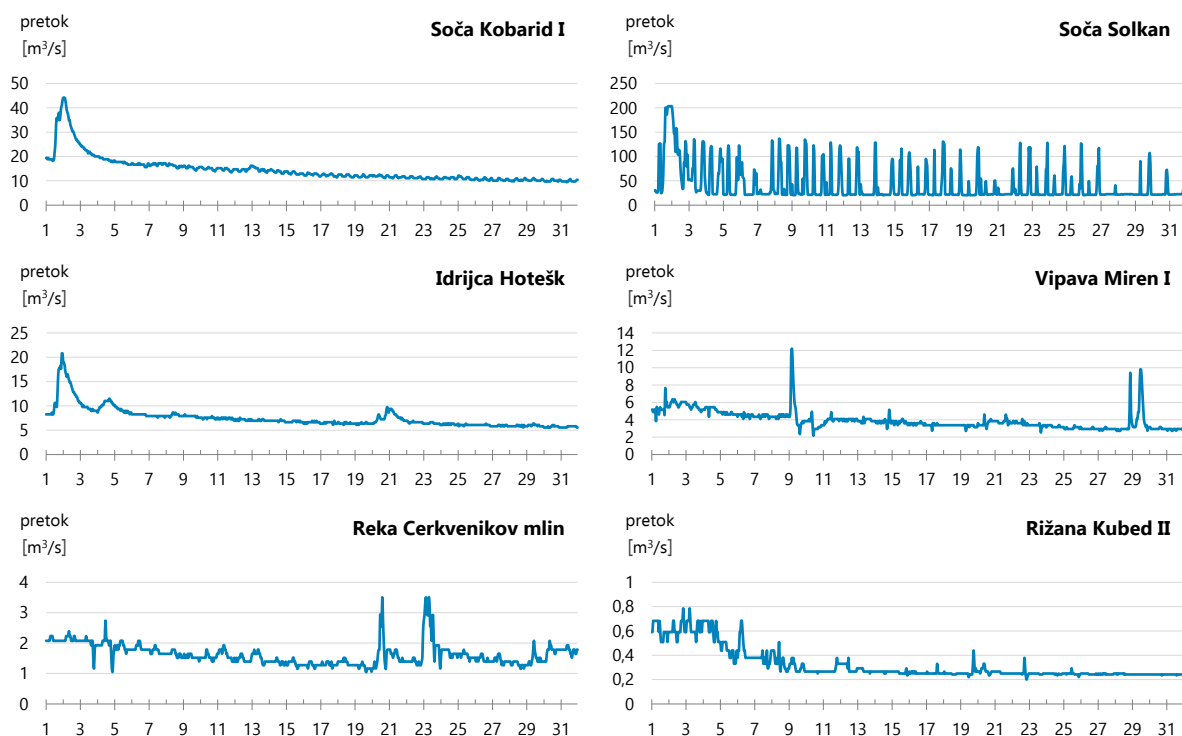 pretok
[m³/s]
Soča Kobarid I
50
40
30
20
10
0
1 3 5 7 9 11 13 15 17 19 21 23 25 27 29 31
pretok
[m³/s]
Soča Solkan
250
200
150
100
50
0
1 3 5 7 9 11 13 15 17 19 21 23 25 27 29 31
pretok
[m³/s]
Idrijca Hotešk
25
20
15
10
5
0
1 3 5 7 9 11 13 15 17 19 21 23 25 27 29 31
pretok
[m³/s]
Vipava Miren I
14
12
10
8
6
4
2
0
1 3 5 7 9 11 13 15 17 19 21 23 25 27 29 31
pretok
[m³/s]
Reka Cerkvenikov mlin
4
3
2
1
0
1 3 5 7 9 11 13 15 17 19 21 23 25 27 29 31
pretok
[m³/s]
Rižana Kubed II
1
0,8
0,6
0,4
0,2
0
1 3 5 7 9 11 13 15 17 19 21 23 25 27 29 31